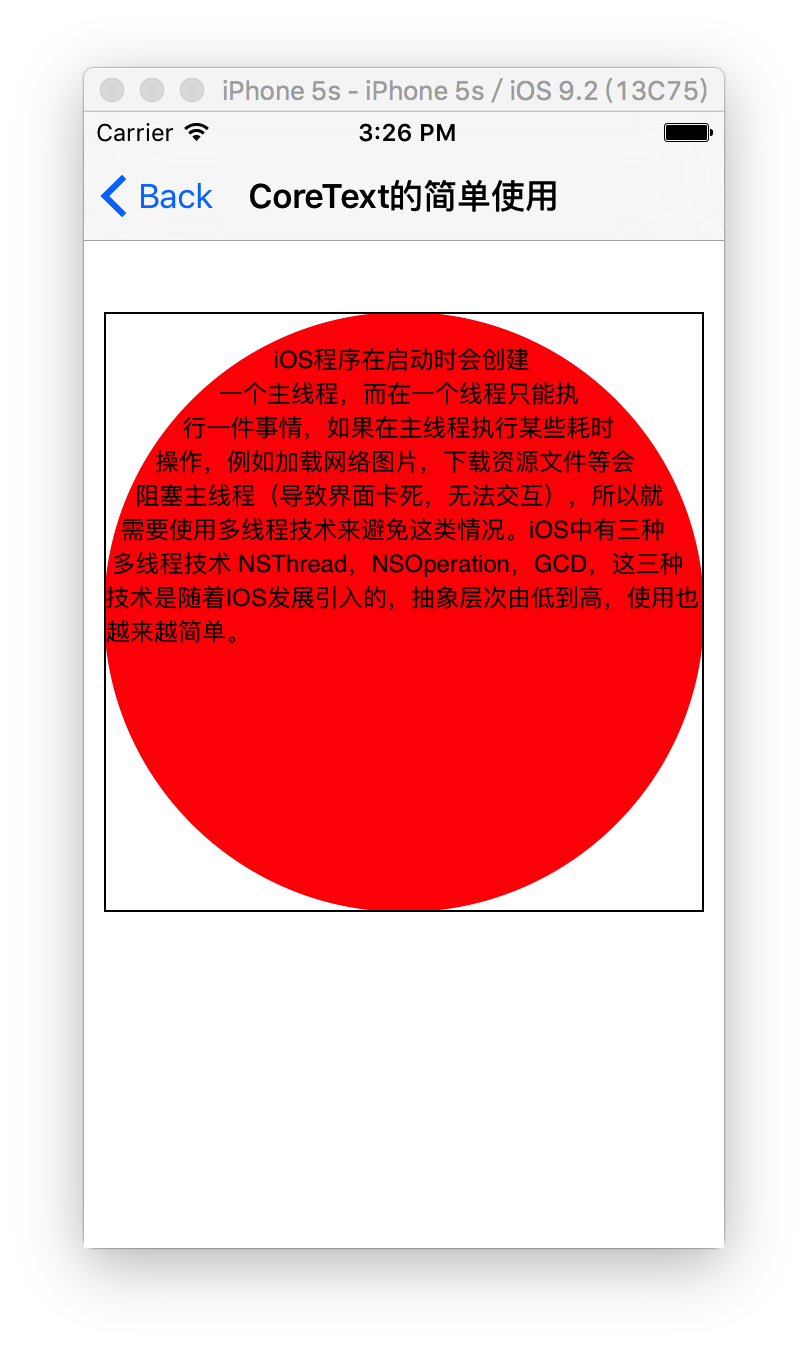 iPhone 5s - iPhone 5s / iOS 9.2 (13C75)
Carrier 3:26 PM
Back CoreText的简单使用
iOS程序在启动时会创建
一个主线程，而在一个线程只能执
行一件事情，如果在主线程执行某些耗时
操作，例如加载网络图片，下载资源文件等会
阻塞主线程（导致界面卡死，无法交互），所以就
需要使用多线程技术来避免这类情况。iOS中有三种
多线程技术 NSThread，NSOperation，GCD，这三种
技术是随着IOS发展引入的，抽象层次由低到高，使用也
越来越简单。